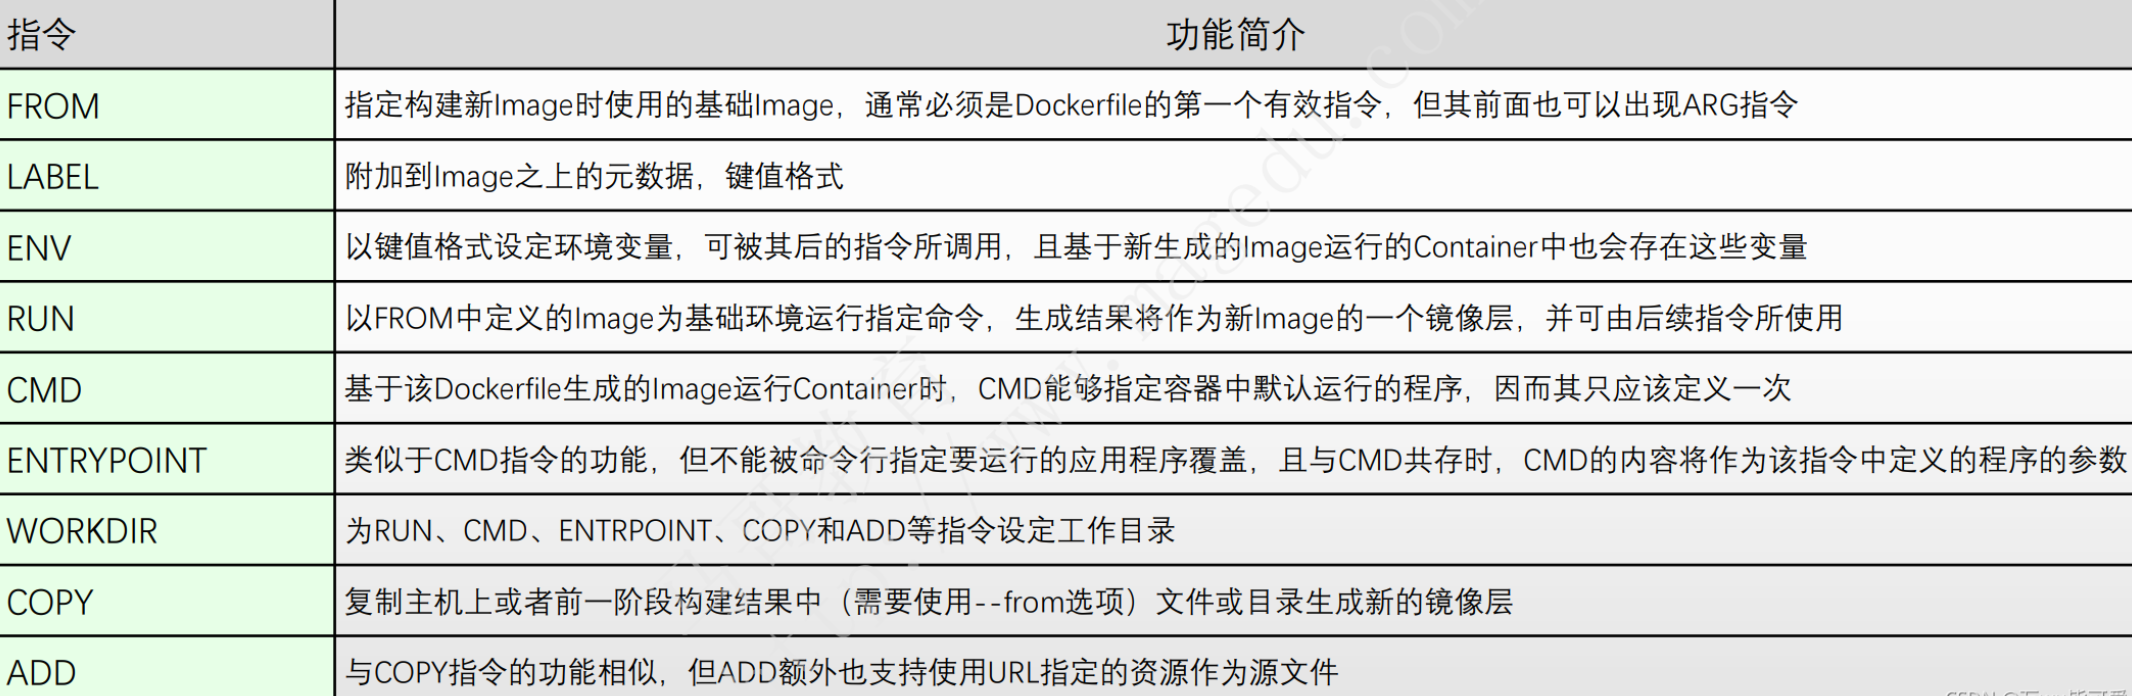 指令 功能简介
FROM 指定构建新Image时使用的基础Image，通常必须是Dockerfile的第一个有效指令，但其前面也可以出现ARG指令
LABEL 附加到Image之上的元数据，键值格式
ENV 以键值格式设定环境变量，可被其后的指令所调用，且基于新生成的Image运行的Container中也会存在这些变量
RUN 以FROM中定义的Image为基础环境运行指定命令，生成结果将作为新Image的一个镜像层，并可由后续指令所使用
CMD 基于该Dockerfile生成的Image运行Container时，CMD能够指定容器中默认运行的程序，因而其只应该定义一次
ENTRYPOINT 类似于CMD指令的功能，但不能被命令行指定要运行的应用程序覆盖，且与CMD共存时，CMD的内容将作为该指令中定义的程序的参数
WORKDIR 为RUN、CMD、ENTRPOINT、COPY和ADD等指令设定工作目录
COPY 复制主机上或者前一阶段构建结果中（需要使用--from选项）文件或目录生成新的镜像层
ADD 与COPY指令的功能相似，但ADD额外也支持使用URL指定的资源作为源文件
www.magedu.com